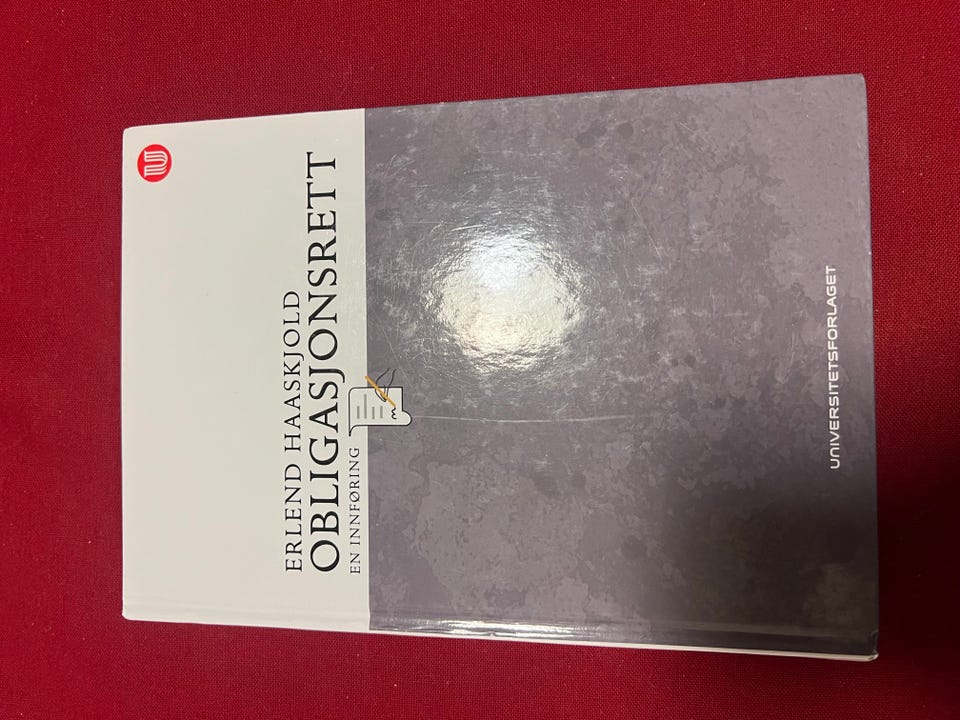 ERLEND HAASKJOLD
OBLIGASJONSRETT
EN INNFØRING
UNIVERSITETSFORLAGET